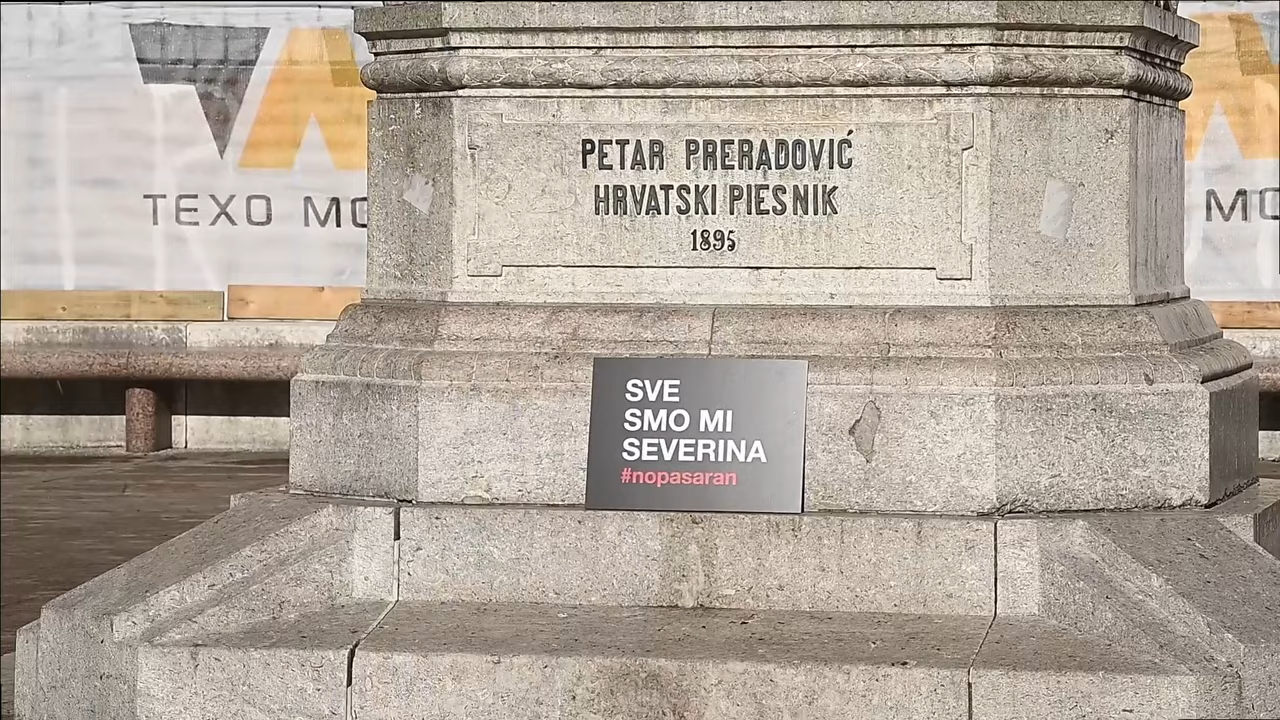 TEXO MO
PETAR PRERADOVIĆ
HRVATSKI PIESNIK
1895
MO
SVE
SMO MI
SEVERINA
#nopasaran